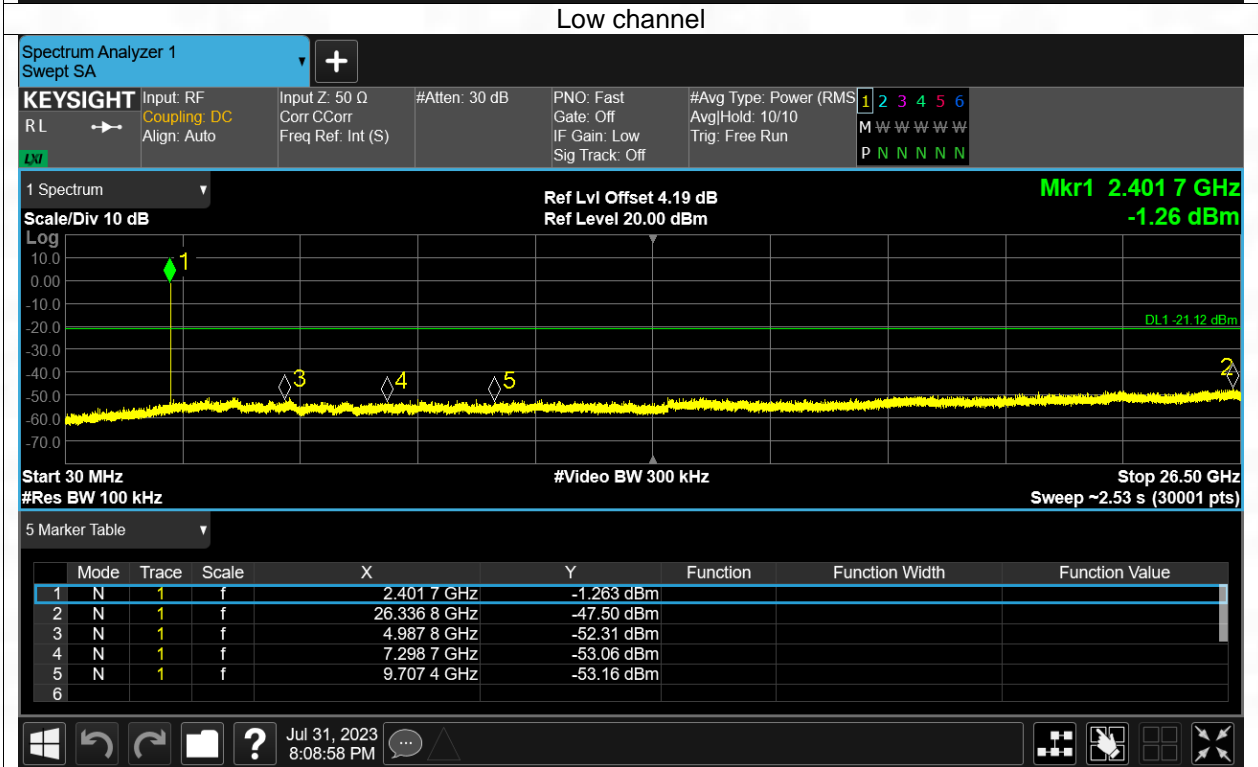 Low channel
Spectrum Analyzer 1
Swept SA
+
KEYSIGHT
R L
LXI
Input: RF
Coupling: DC
Align: Auto
Input Z: 50 Ω
Corr CCorr
Freq Ref: Int (S)
#Atten: 30 dB
PNO: Fast
Gate: Off
IF Gain: Low
Sig Track: Off
#Avg Type: Power (RMS
Avg|Hold: 10/10
Trig: Free Run
1 2 3 4 5 6
M W W W W W
P N N N N N
1 Spectrum
Scale/Div 10 dB
Ref Lvl Offset 4.19 dB
Ref Level 20.00 dBm
Mkr1 2.401 7 GHz
-1.26 dBm
Log
10.0
0.00
-10.0
-20.0
-30.0
-40.0
-50.0
-60.0
-70.0
1
DL1 -21.12 dBm
3
4
5
2
Start 30 MHz
#Res BW 100 kHz
#Video BW 300 kHz
Stop 26.50 GHz
Sweep ~2.53 s (30001 pts)
5 Marker Table
Mode Trace Scale X Y Function Function Width Function Value
1 N 1 f 2.401 7 GHz -1.263 dBm
2 N 1 f 26.336 8 GHz -47.50 dBm
3 N 1 f 4.987 8 GHz -52.31 dBm
4 N 1 f 7.298 7 GHz -53.06 dBm
5 N 1 f 9.707 4 GHz -53.16 dBm
6
?
Jul 31, 2023
8:08:58 PM